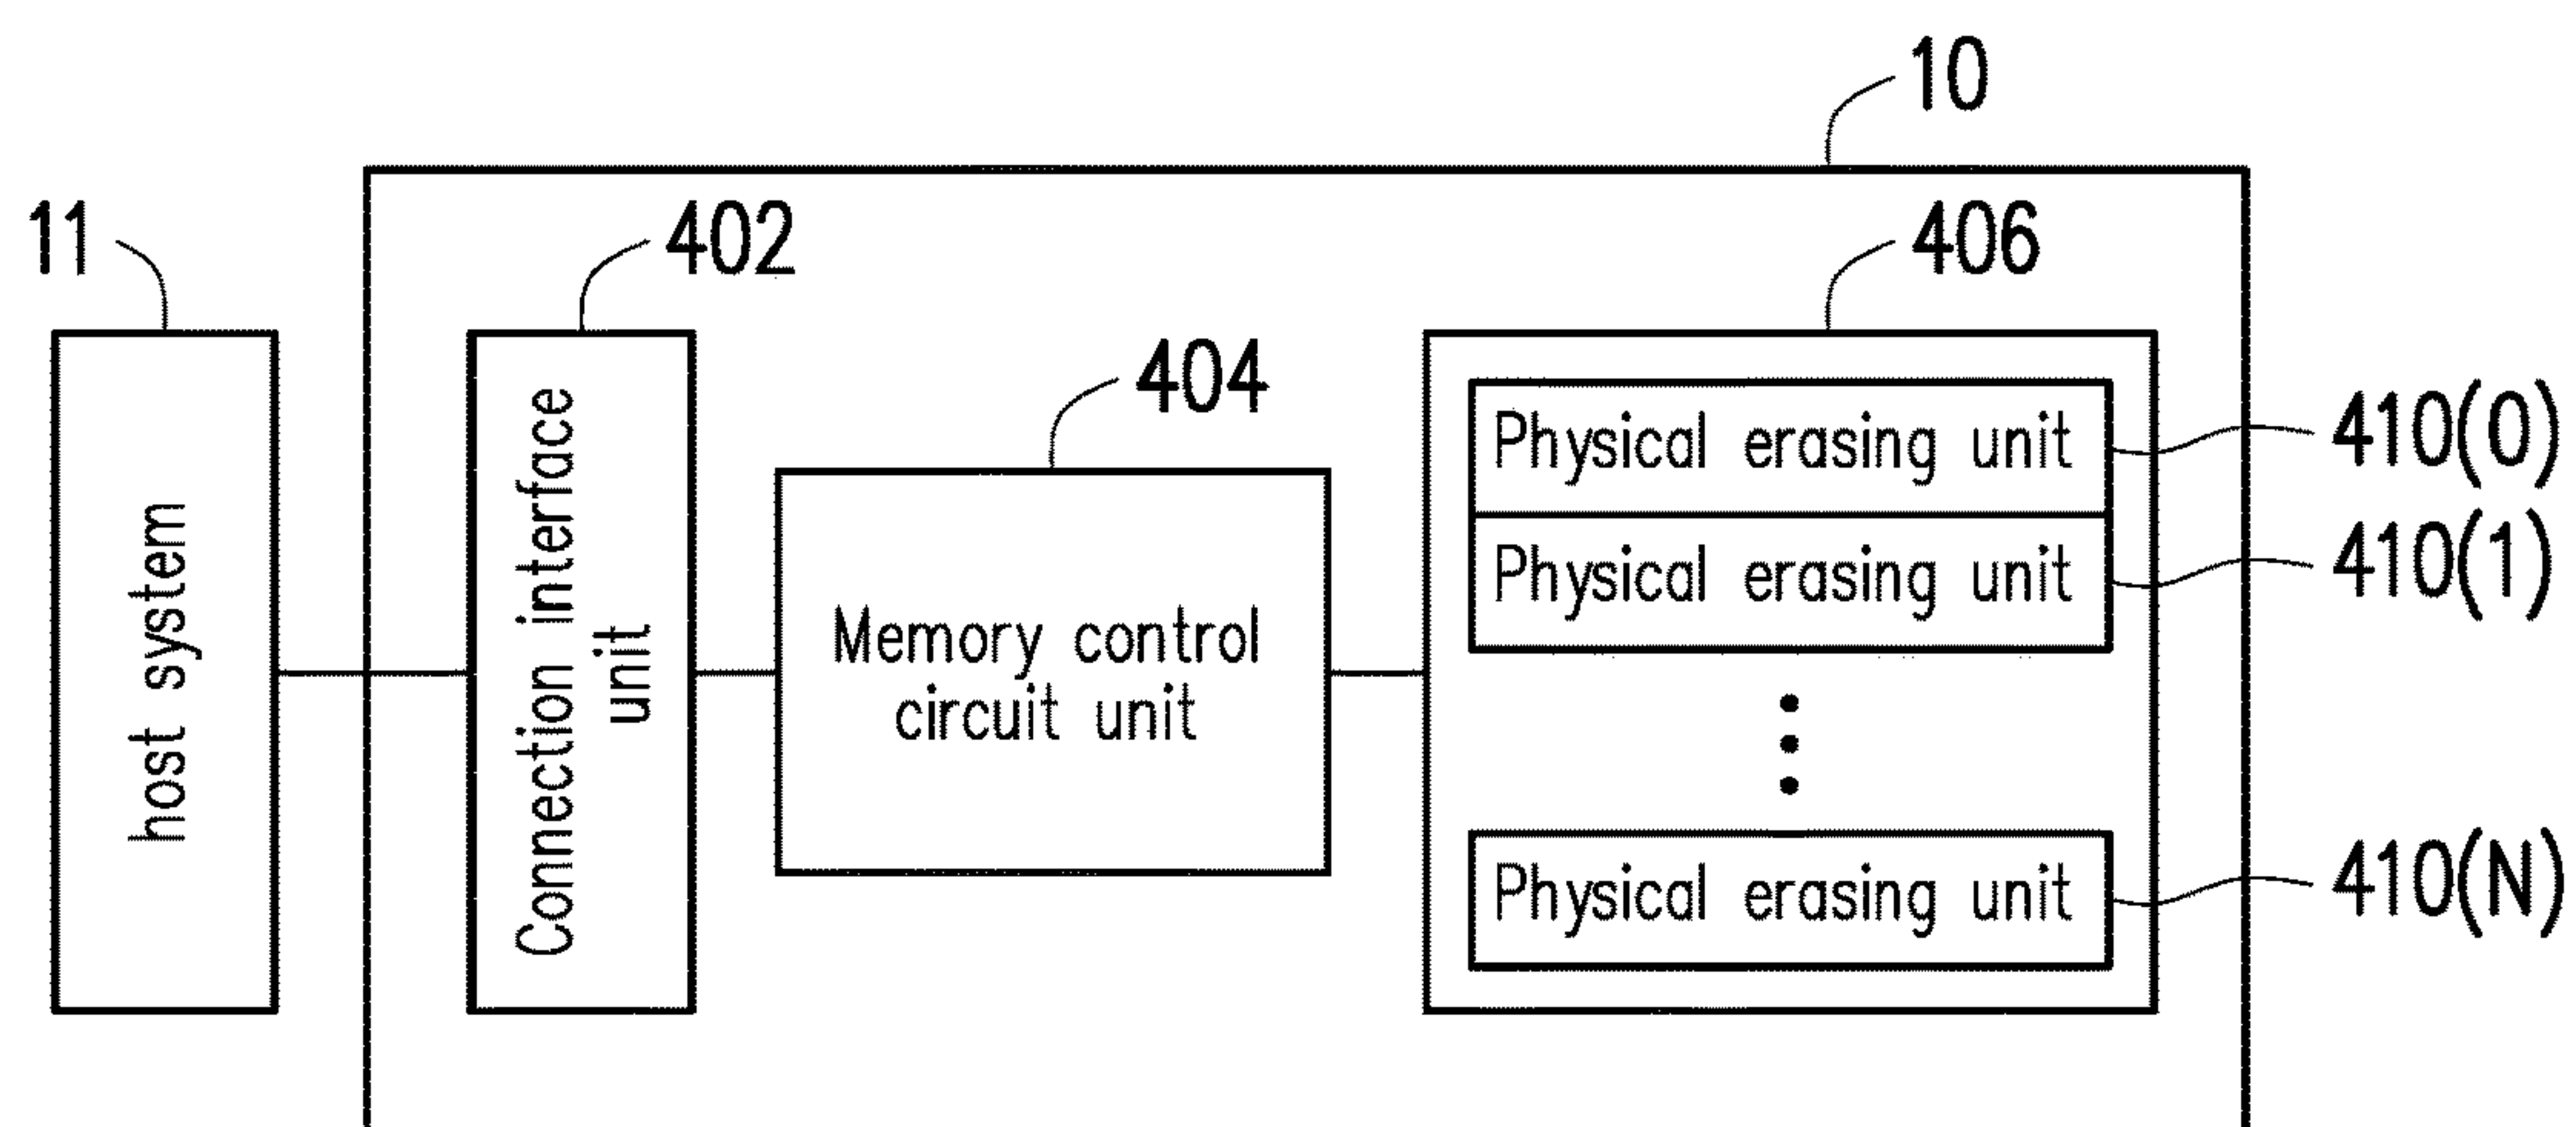 10
11
402
406
404
410(0)
410(1)
410(N)
host system
Connection interface
unit
Memory control
circuit unit
Physical erasing unit
Physical erasing unit
Physical erasing unit